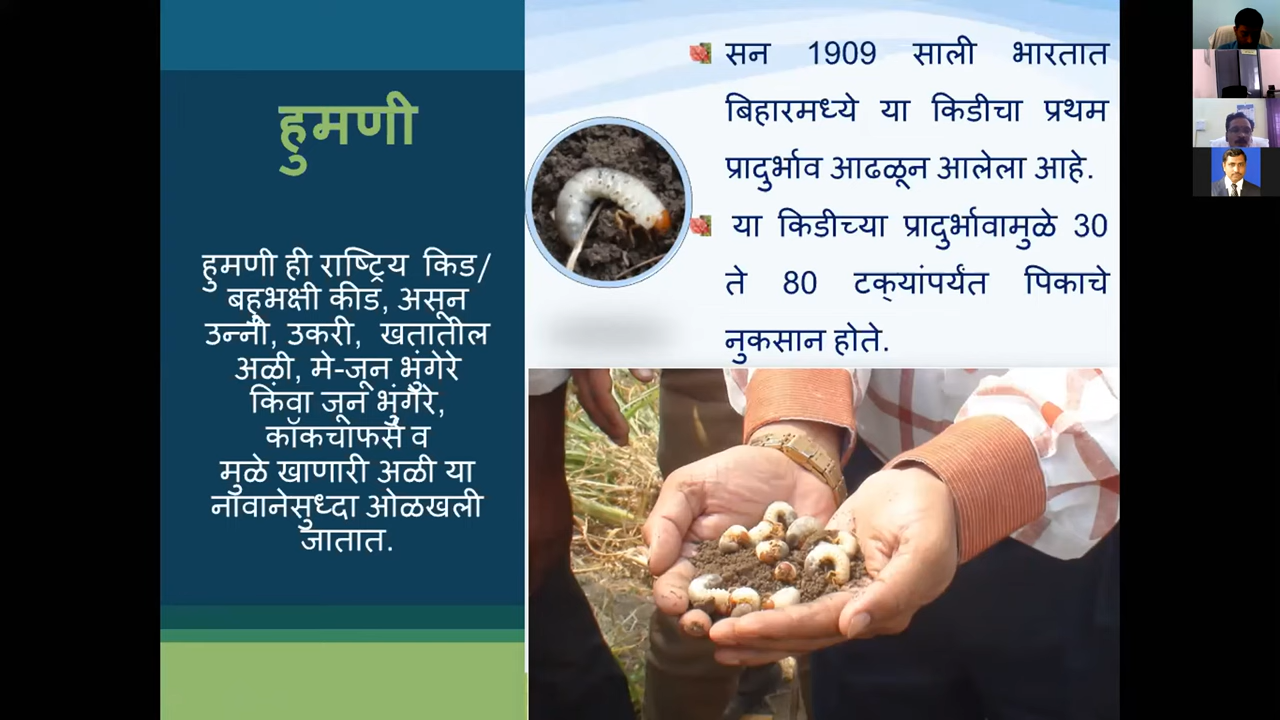 हुमणी
हुमणी ही राष्ट्रिय किड/
बहुभक्षी कीड, असून
उन्नी, उकरी, खतातील
अळी, मे-जून भुंगेरे
किंवा जून भुंगेरे,
कॉकचाफर्स व
मुळे खाणारी अळी या
नावानेसुध्दा ओळखली
जातात.
सन 1909 साली भारतात
बिहारमध्ये या किडीचा प्रथम
प्रादुर्भाव आढळून आलेला आहे.
या किडीच्या प्रादुर्भावामुळे 30
ते 80 टक्यांपर्यंत पिकाचे
नुकसान होते.